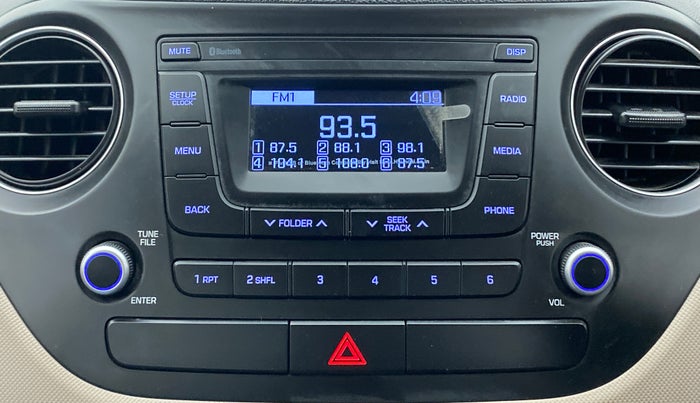 MUTE Bluetooth DISP
SETUP
CLOCK
FM1 4:09
RADIO
93.5
1 87.5 2 88.1 3 98.1
4 104.1 5 108.0 6 87.5
MENU
MEDIA
BACK
FOLDER
SEEK
TRACK
PHONE
TUNE
FILE
POWER
PUSH
1 RPT 2 SHFL 3 4 5 6
ENTER
VOL